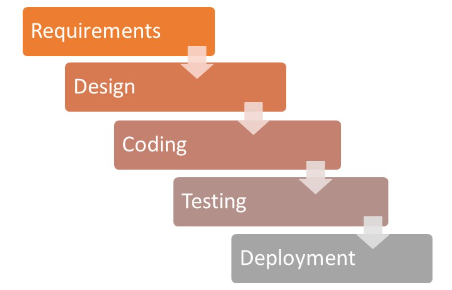 Requirements
Design
Coding
Testing
Deployment